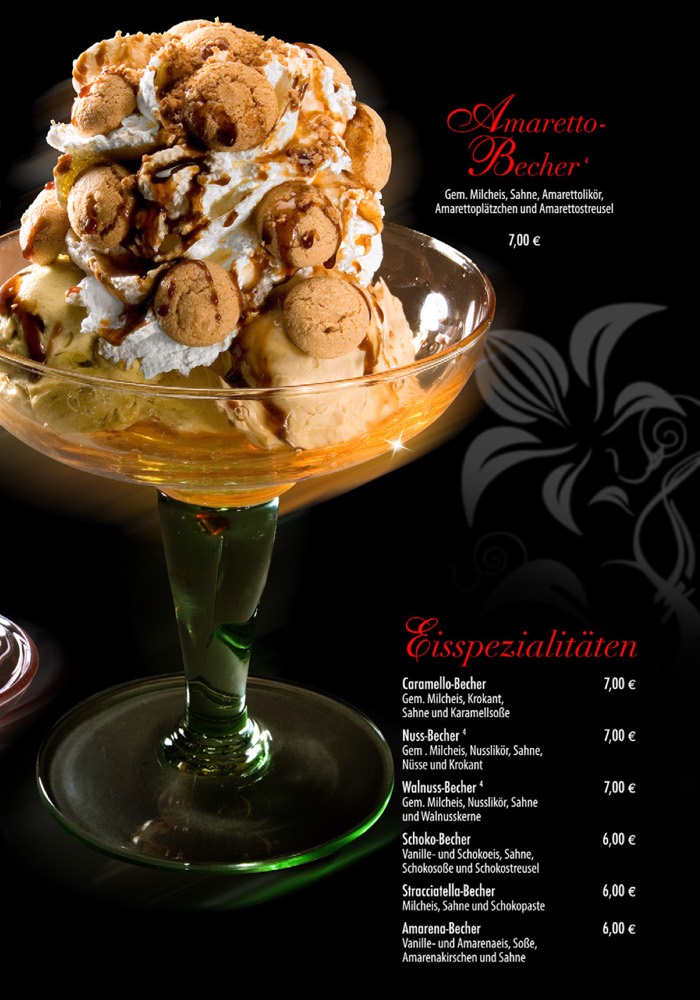 Amaretto-
Becher
Gem. Milcheis, Sahne, Amarettolikör,
Amarettoplätzchen und Amarettostreusel
7,00 €
Eisspezialitäten
Caramello-Becher 7,00 €
Gem. Milcheis, Krokant,
Sahne und Karamellsoße
Nuss-Becher ⁴ 7,00 €
Gem . Milcheis, Nusslikör, Sahne,
Nüsse und Krokant
Walnuss-Becher ⁴ 7,00 €
Gem. Milcheis, Nusslikör, Sahne
und Walnusskerne
Schoko-Becher 6,00 €
Vanille- und Schokoeis, Sahne,
Schokosoße und Schokostreusel
Stracciatella-Becher 6,00 €
Milcheis, Sahne und Schokopaste
Amarena-Becher 6,00 €
Vanille- und Amarenaeis, Soße,
Amarenakirschen und Sahne